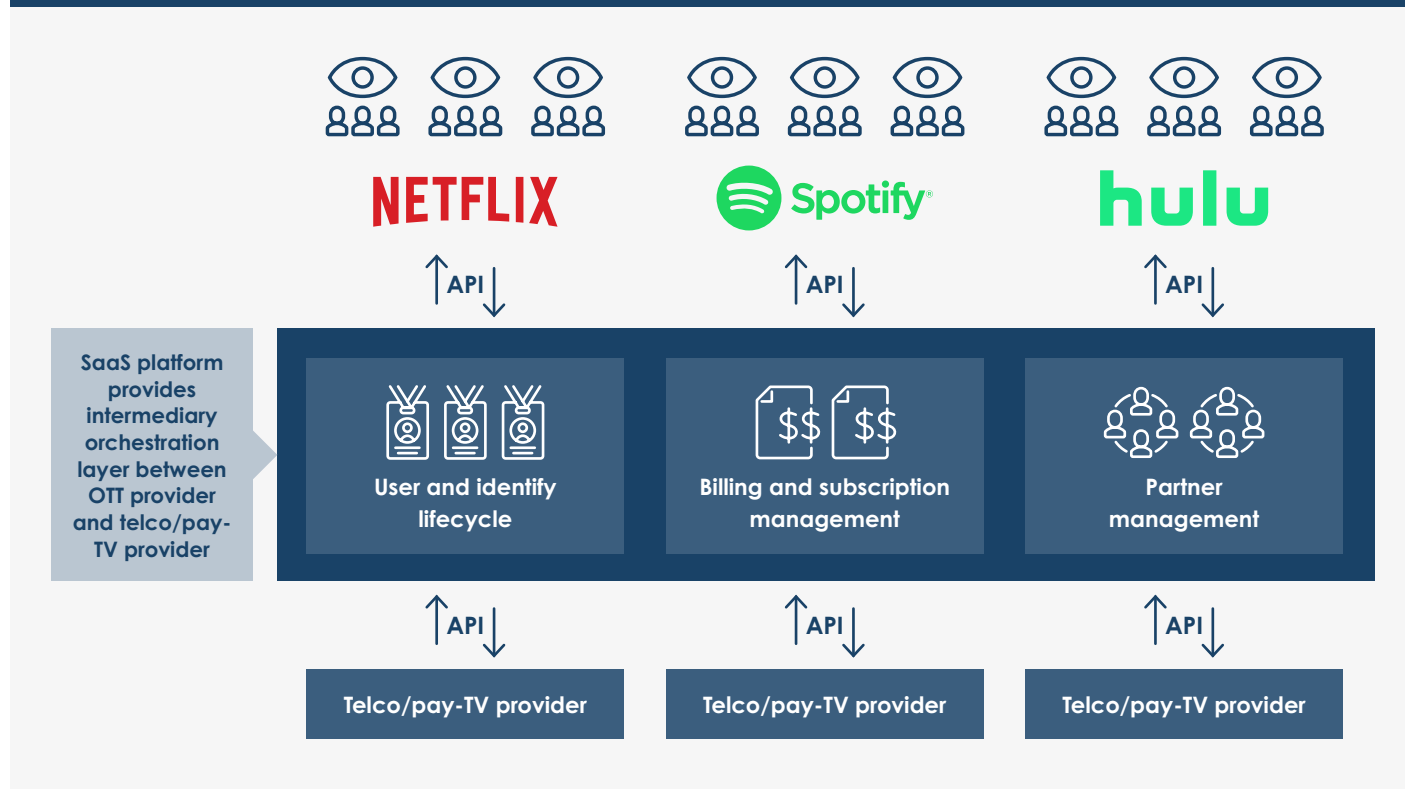 NETFLIX
Spotify®
hulu
API
API
API
SaaS platform
provides
intermediary
orchestration
layer between
OTT provider
and telco/pay-
TV provider
$$
$$
User and identify
lifecycle
Billing and subscription
management
Partner
management
API
API
API
Telco/pay-TV provider
Telco/pay-TV provider
Telco/pay-TV provider